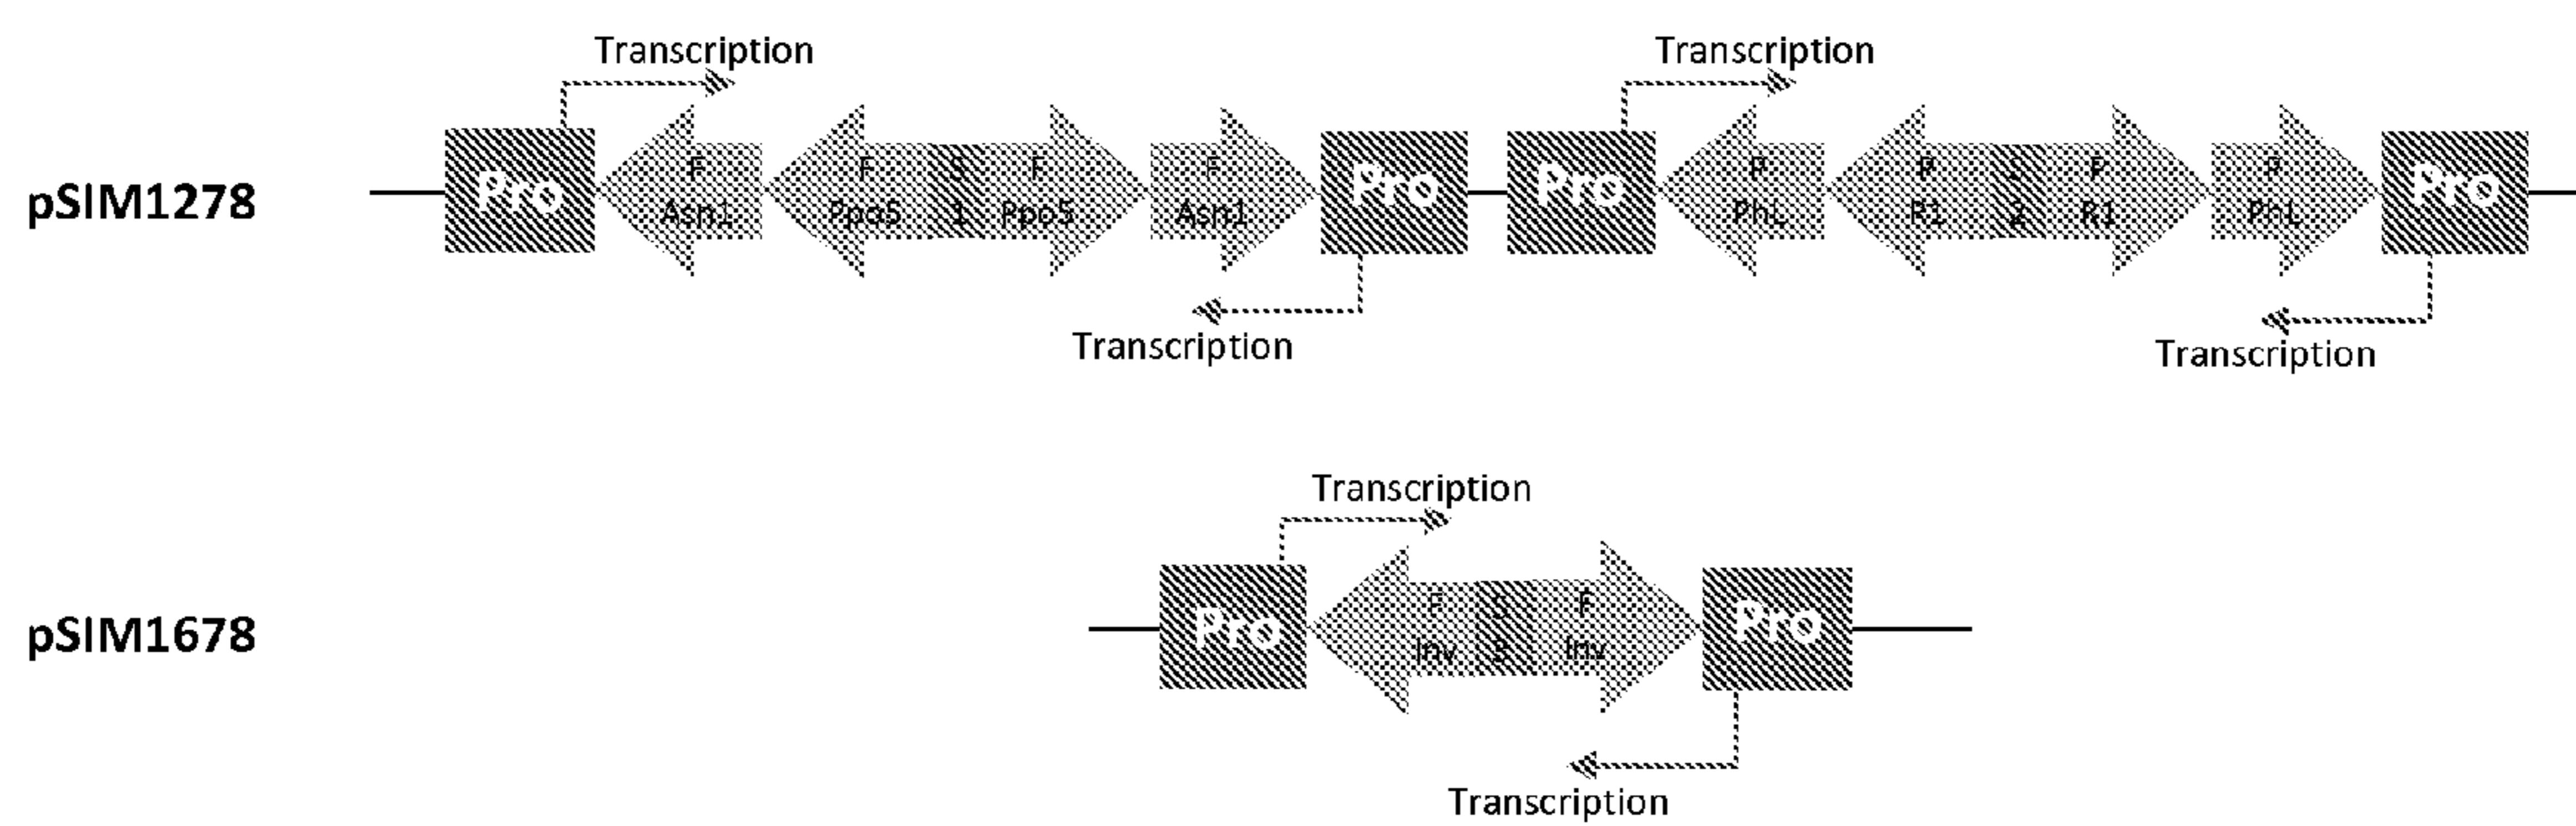 Transcription Transcription
pSIM1278
Pro F Asn1 F Ppo5 S 1 F Ppo5 F Asn1 Pro Pro P PhL P R1 S 2 P R1 P PhL Pro
Transcription Transcription
Transcription
pSIM1678
Pro F Inv S F Inv Pro
Transcription